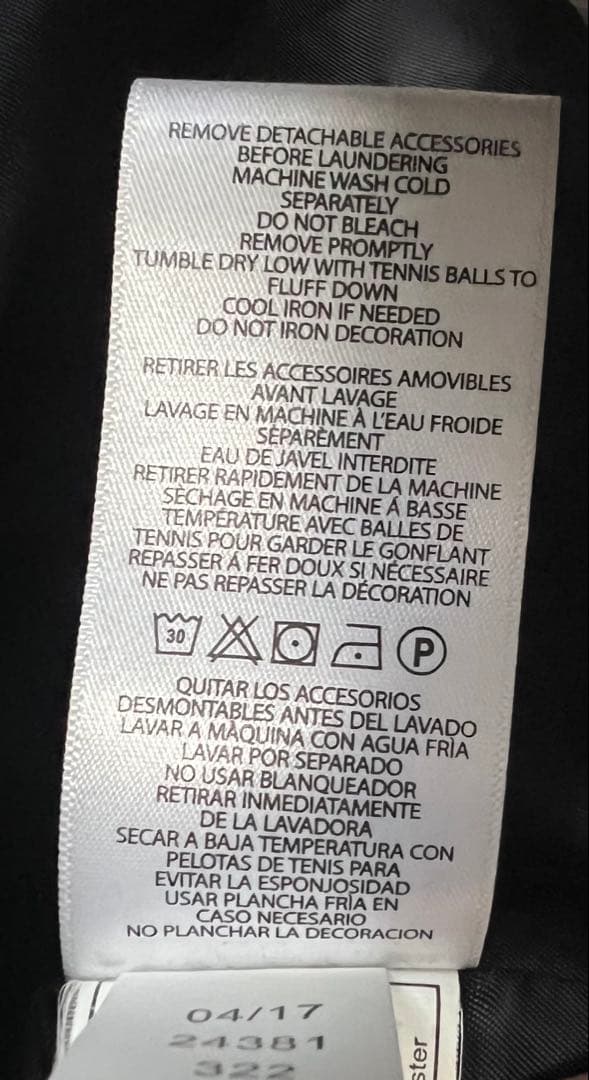 REMOVE DETACHABLE ACCESSORIES
BEFORE LAUNDERING
MACHINE WASH COLD
SEPARATELY
DO NOT BLEACH
REMOVE PROMPTLY
TUMBLE DRY LOW WITH TENNIS BALLS TO
FLUFF DOWN
COOL IRON IF NEEDED
DO NOT IRON DECORATION
RETIRER LES ACCESSOIRES AMOVIBLES
AVANT LAVAGE
LAVAGE EN MACHINE À L'EAU FROIDE
SÉPARÈMENT
EAU DE JAVEL INTERDITE
RETIRER RAPIDEMENT DE LA MACHINE
SÉCHAGE EN MACHINE Á BASSE
TEMPÉRATURE AVEC BALLES DE
TENNIS POUR GARDER LE GONFLANT
REPASSER Á FER DOUX SI NÉCESSAIRE
NE PAS REPASSER LA DÉCORATION
30
P
QUITAR LOS ACCESORIOS
DESMONTABLES ANTES DEL LAVADO
LAVAR A MÀQUINA CON AGUA FRÌA
LAVAR POR SEPARADO
NO USAR BLANQUEADOR
RETIRAR INMEDIATAMENTE
DE LA LAVADORA
SECAR A BAJA TEMPERATURA CON
PELOTAS DE TENIS PARA
EVITAR LA ESPONJOSIDAD
USAR PLANCHA FRÌA EN
CASO NECESARIO
NO PLANCHAR LA DECORACION
04/17
24381
322
ster